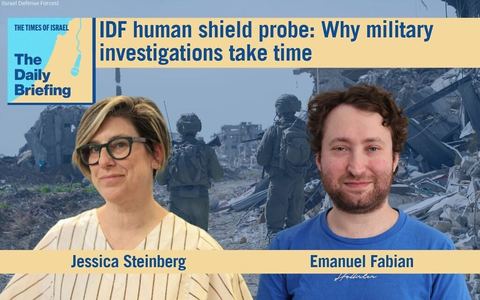 (Israel Defense Forces)
THE TIMES OF ISRAEL
The
Daily
Briefing
IDF human shield probe: Why military
investigations take time
Jessica Steinberg
Emanuel Fabian
Hollister